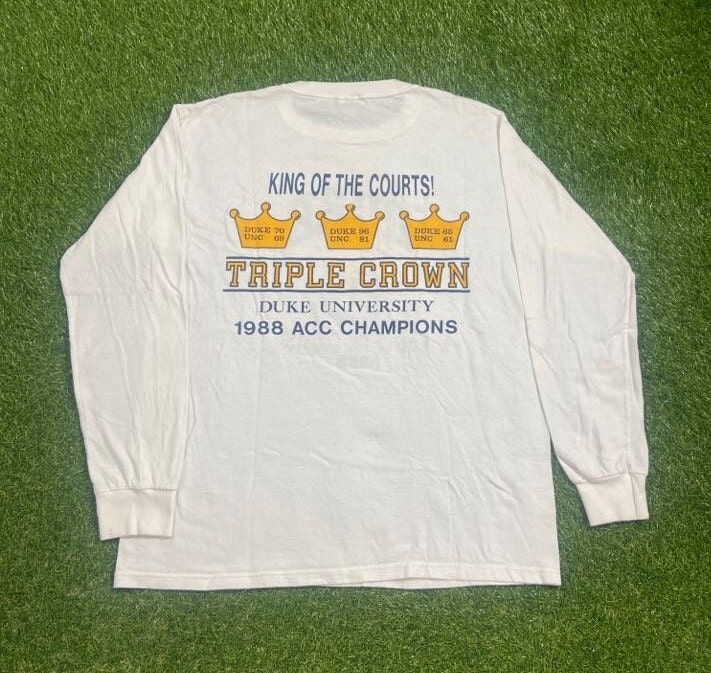 KING OF THE COURTS!
DUKE 70
UNC 69
DUKE 96
UNC 81
DUKE 65
UNC 61
TRIPLE CROWN
DUKE UNIVERSITY
1988 ACC CHAMPIONS